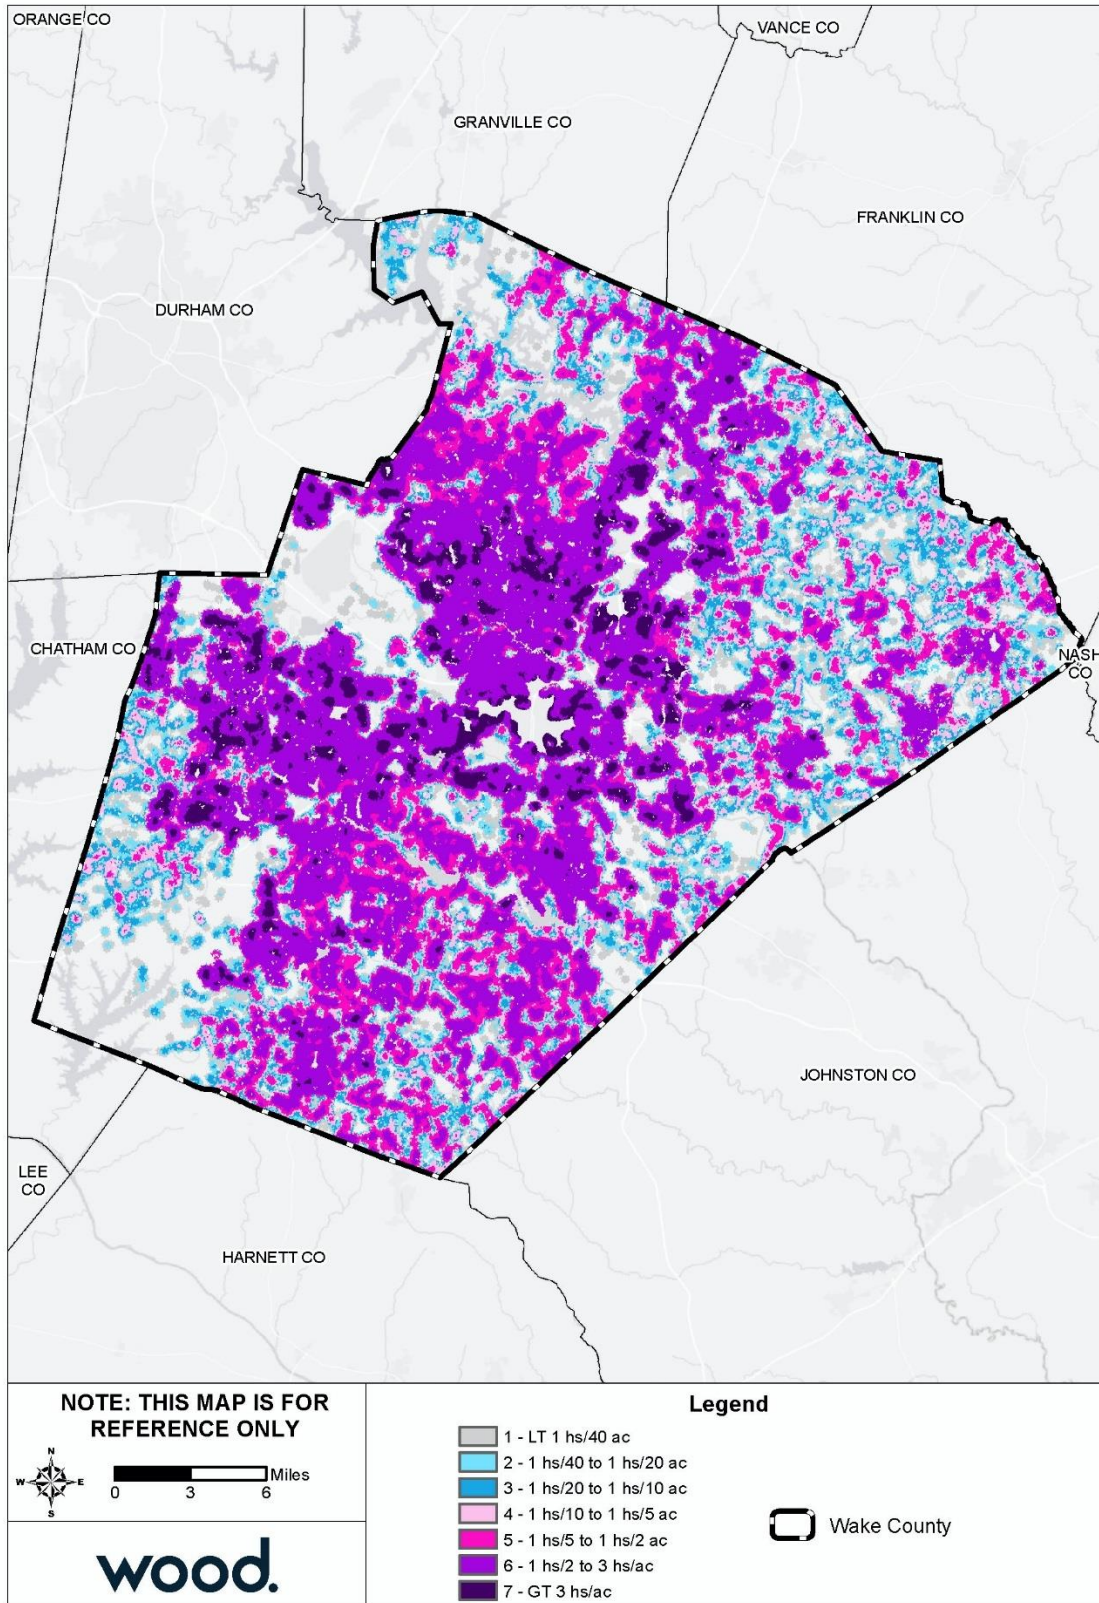 ORANGE CO
VANCE CO
GRANVILLE CO
FRANKLIN CO
DURHAM CO
CHATHAM CO
NASH
CO
JOHNSTON CO
LEE
CO
HARNETT CO
NOTE: THIS MAP IS FOR
REFERENCE ONLY
N
W E
S
Miles
0 3 6
wood.
Legend
1 - LT 1 hs/40 ac
2 - 1 hs/40 to 1 hs/20 ac
3 - 1 hs/20 to 1 hs/10 ac
4 - 1 hs/10 to 1 hs/5 ac
5 - 1 hs/5 to 1 hs/2 ac
6 - 1 hs/2 to 3 hs/ac
7 - GT 3 hs/ac
Wake County